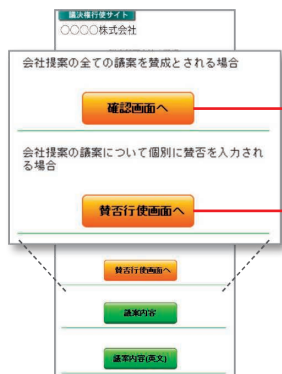 議決権行使サイト
○○○○株式会社
会社提案の全ての議案を賛成とされる場合
確認画面へ
会社提案の議案について個別に賛否を入力され
る場合
賛否行使画面へ
賛否行使画面へ
議案内容
議案内容(英文)